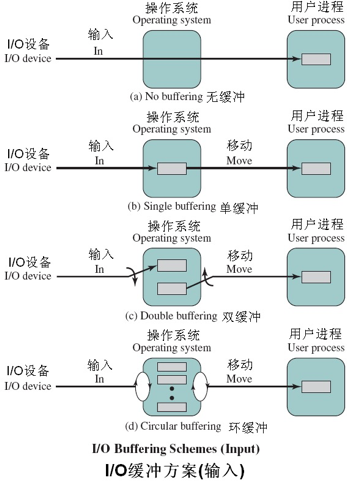 操作系统 用户进程
Operating system User process
I/O设备 输入
I/O device In
(a) No buffering 无缓冲
操作系统 用户进程
Operating system User process
I/O设备 输入 移动
I/O device In Move
(b) Single buffering 单缓冲
操作系统 用户进程
Operating system User process
I/O设备 输入 移动
I/O device In Move
(c) Double buffering 双缓冲
操作系统 用户进程
Operating system User process
I/O设备 输入 移动
I/O device In Move
(d) Circular buffering 环缓冲
I/O Buffering Schemes (Input)
I/O缓冲方案(输入)